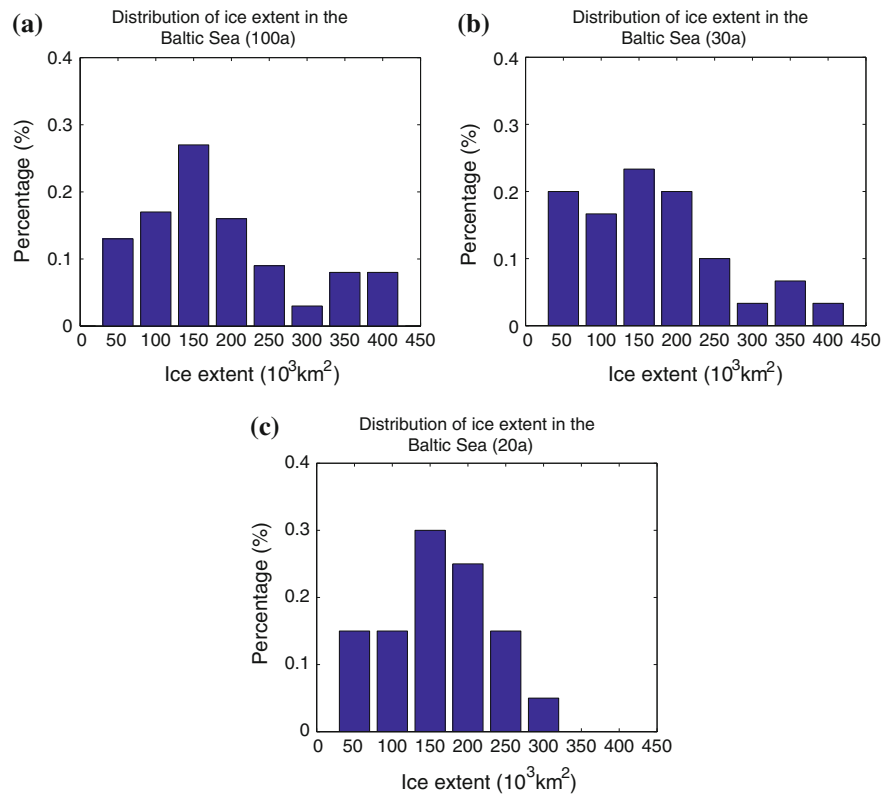 (a)
Distribution of ice extent in the
Baltic Sea (100a)
0.4
0.3
0.2
0.1
0
Percentage (%)
0 50 100 150 200 250 300 350 400 450
Ice extent (10³km²)
(b)
Distribution of ice extent in the
Baltic Sea (30a)
0.4
0.3
0.2
0.1
0
Percentage (%)
0 50 100 150 200 250 300 350 400 450
Ice extent (10³km²)
(c)
Distribution of ice extent in the
Baltic Sea (20a)
0.4
0.3
0.2
0.1
0
Percentage (%)
0 50 100 150 200 250 300 350 400 450
Ice extent (10³km²)